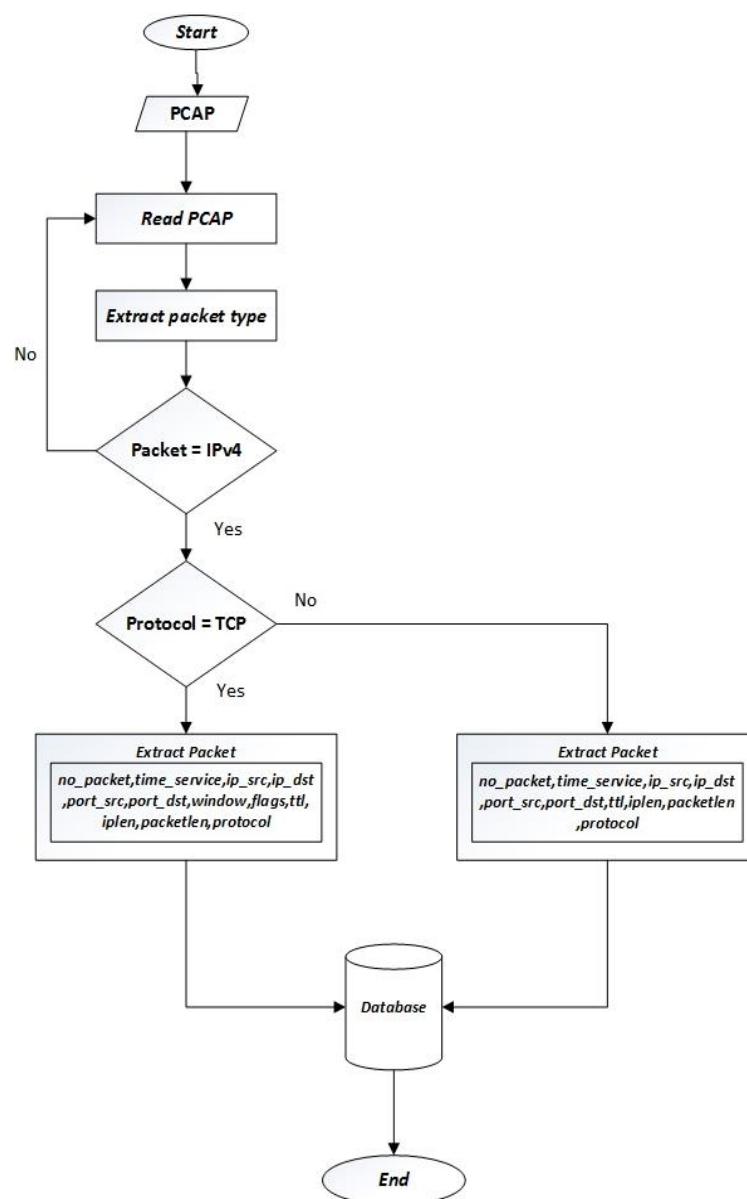 Start
PCAP
Read PCAP
Extract packet type
No
Packet = IPv4
Yes
Protocol = TCP
No
Yes
Extract Packet
no_packet,time_service,ip_src,ip_dst
,port_src,port_dst,window,flags,ttl,
iplen,packetlen,protocol
Extract Packet
no_packet,time_service,ip_src,ip_dst
,port_src,port_dst,ttl,iplen,packetlen
,protocol
Database
End